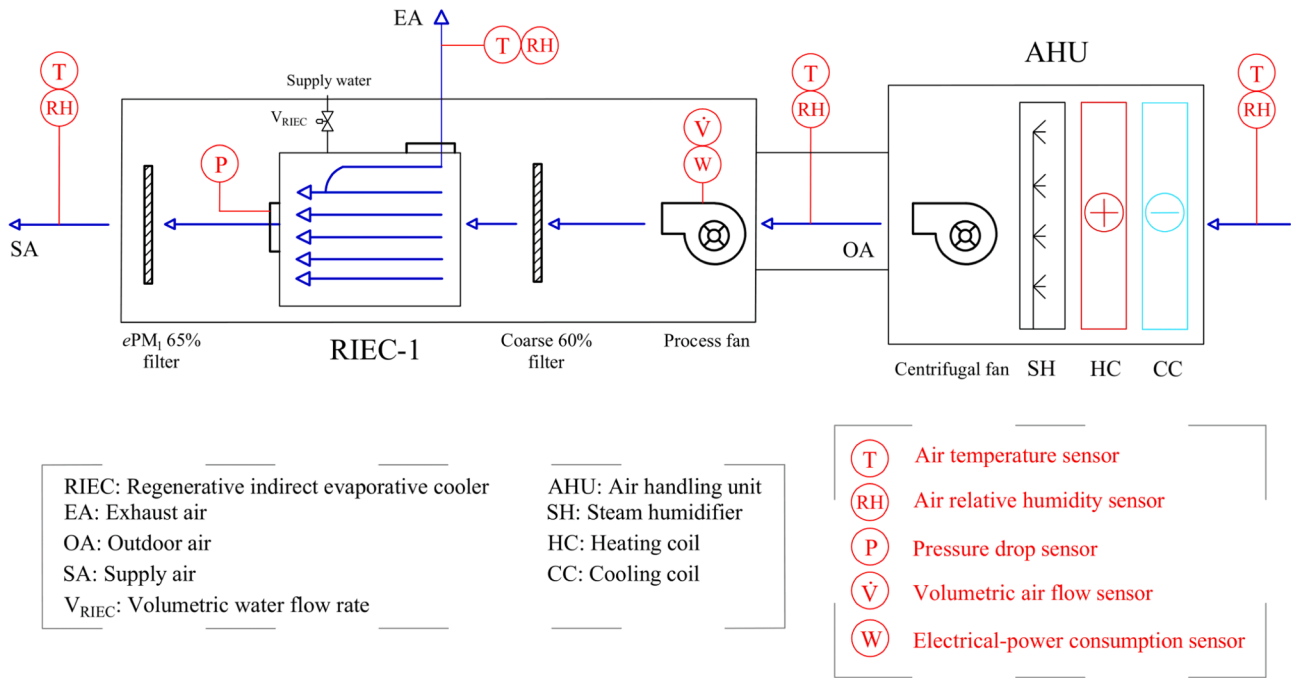 EA
T
RH
AHU
T
RH
Supply water
V_RIEC
T
RH
T
RH
V̇
W
P
SA
OA
ePM₁ 65%
filter
RIEC-1
Coarse 60%
filter
Process fan
Centrifugal fan
SH
HC
CC
RIEC: Regenerative indirect evaporative cooler
EA: Exhaust air
OA: Outdoor air
SA: Supply air
V_RIEC: Volumetric water flow rate
AHU: Air handling unit
SH: Steam humidifier
HC: Heating coil
CC: Cooling coil
T Air temperature sensor
RH Air relative humidity sensor
P Pressure drop sensor
V̇ Volumetric air flow sensor
W Electrical-power consumption sensor